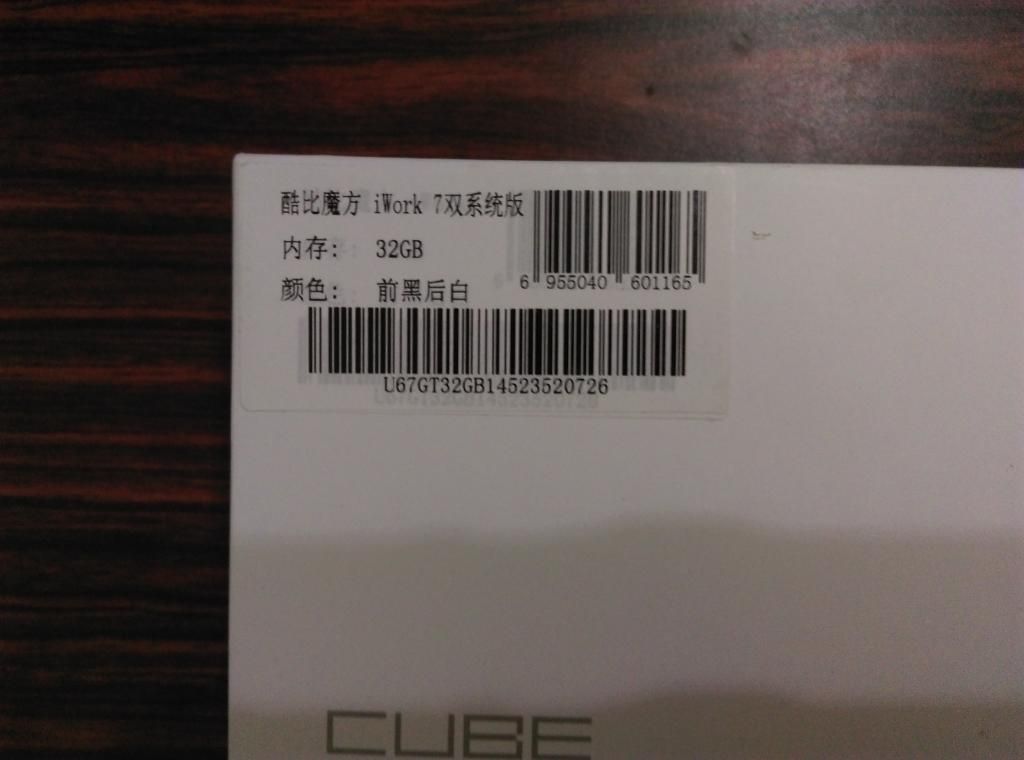 酷比魔方 iWork 7双系统版
内存: 32GB
颜色: 前黑后白
6 955040 601165
U67GT32GB14523520726
CUBE